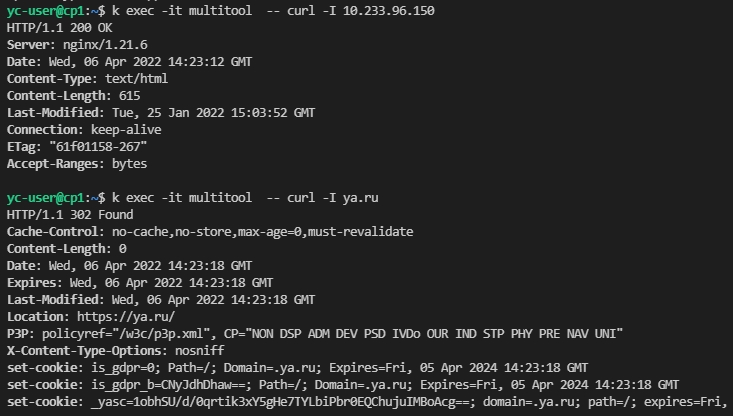 yc-user@cp1:~$ k exec -it multitool  -- curl -I 10.233.96.150
HTTP/1.1 200 OK
Server: nginx/1.21.6
Date: Wed, 06 Apr 2022 14:23:12 GMT
Content-Type: text/html
Content-Length: 615
Last-Modified: Tue, 25 Jan 2022 15:03:52 GMT
Connection: keep-alive
ETag: "61f01158-267"
Accept-Ranges: bytes
yc-user@cp1:~$ k exec -it multitool  -- curl -I ya.ru
HTTP/1.1 302 Found
Cache-Control: no-cache,no-store,max-age=0,must-revalidate
Content-Length: 0
Date: Wed, 06 Apr 2022 14:23:18 GMT
Expires: Wed, 06 Apr 2022 14:23:18 GMT
Last-Modified: Wed, 06 Apr 2022 14:23:18 GMT
Location: https://ya.ru/
P3P: policyref="/w3c/p3p.xml", CP="NON DSP ADM DEV PSD IVDo OUR IND STP PHY PRE NAV UNI"
X-Content-Type-Options: nosniff
set-cookie: is_gdpr=0; Path=/; Domain=.ya.ru; Expires=Fri, 05 Apr 2024 14:23:18 GMT
set-cookie: is_gdpr_b=CNyJdhDhaw==; Path=/; Domain=.ya.ru; Expires=Fri, 05 Apr 2024 14:23:18 GMT
set-cookie: _yasc=1obhSU/d/0qrtik3xY5gHe7TYLbiPbr0EQChujuIMBoAcg==; domain=.ya.ru; path=/; expires=Fri,